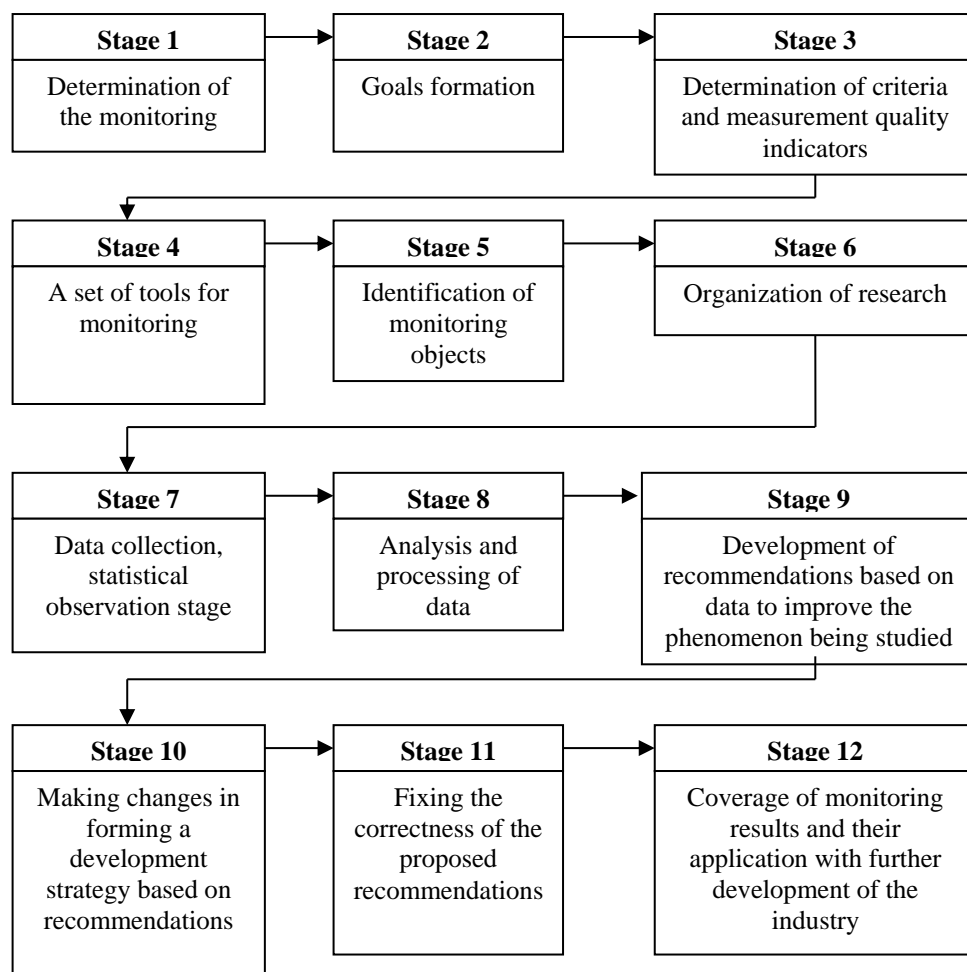 Stage 1
Determination of
the monitoring
Stage 2
Goals formation
Stage 3
Determination of criteria
and measurement quality
indicators
Stage 4
A set of tools for
monitoring
Stage 5
Identification of
monitoring
objects
Stage 6
Organization of research
Stage 7
Data collection,
statistical
observation stage
Stage 8
Analysis and
processing of
data
Stage 9
Development of
recommendations based on
data to improve the
phenomenon being studied
Stage 10
Making changes in
forming a
development
strategy based on
recommendations
Stage 11
Fixing the
correctness of the
proposed
recommendations
Stage 12
Coverage of monitoring
results and their
application with further
development of the
industry